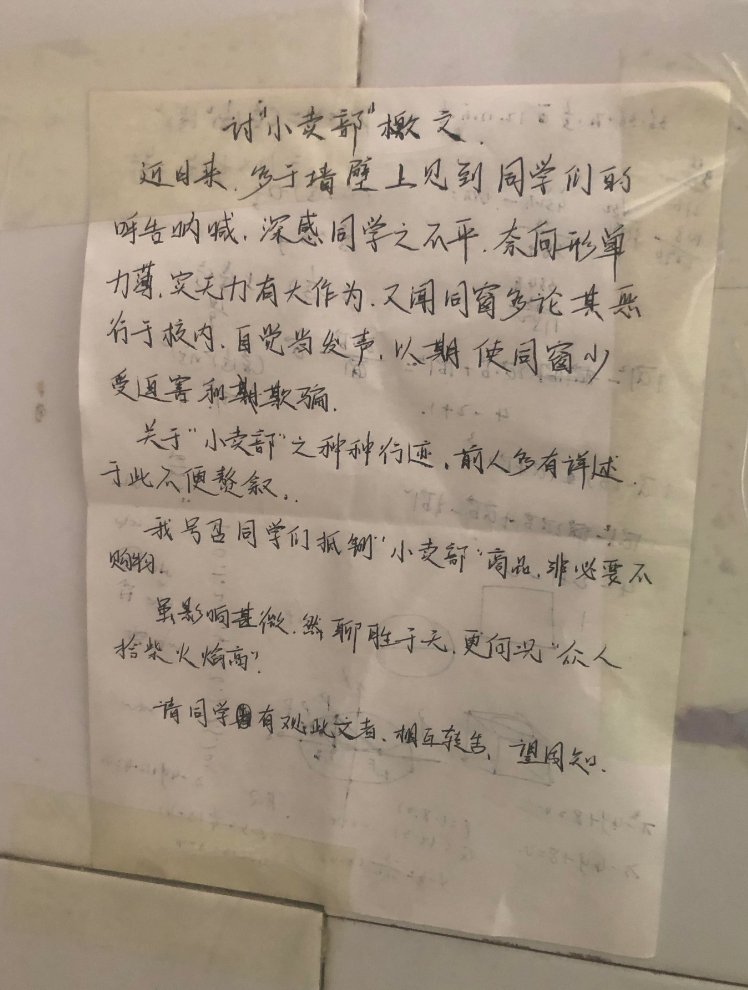 讨"小卖部"檄文.
近日来,多于墙壁上见到同学们的
呼告呐喊,深感同学之不平,奈何形单
力薄,实无力有大作为,又闻同窗多论其恶
行于校内,自觉当发声,以期使同窗少
受迫害和欺骗.
关于"小卖部"之种种行迹,前人多有详述,
于此不便赘叙..
我号召同学们抵制"小卖部"商品,非必要不
购物.
虽影响甚微,然聊胜于无,更何况"众人
拾柴火焰高".
请同学有观此文者,相互转告,望周知.